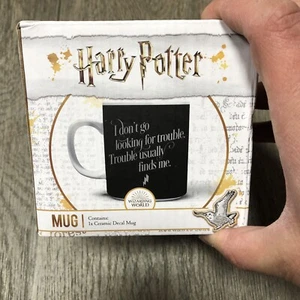 Harry Potter
I don't go
looking for trouble.
Trouble usually
finds me.
WIZARDING
WORLD
MUG
Contains:
1x Ceramic Decal Mug